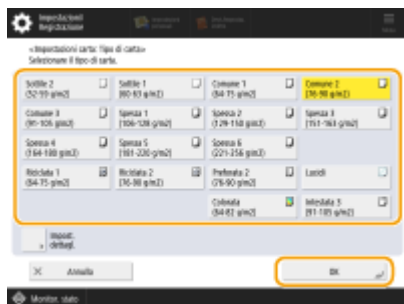 Impostazioni/
Registrazione
<Impostazioni carta: Tipo di carta>
Selezionare il tipo di carta.
Sottile 2
(52-59 g/m2)
Sottile 1
(60-63 g/m2)
Comune 1
(64-75 g/m2)
Comune 2
(76-90 g/m2)
Comune 3
(91-105 g/m2)
Spessa 1
(106-128 g/m2)
Spessa 2
(129-150 g/m2)
Spessa 3
(151-163 g/m2)
Spessa 4
(164-180 g/m2)
Spessa 5
(181-220 g/m2)
Spessa 6
(221-256 g/m2)
Riciclata 1
(64-75 g/m2)
Riciclata 2
(76-90 g/m2)
Perforata 2
(76-90 g/m2)
Lucidi
Colorata
(64-82 g/m2)
Intestata 3
(91-105 g/m2)
Impost.
dettagl.
Annulla
OK
Monitor. stato